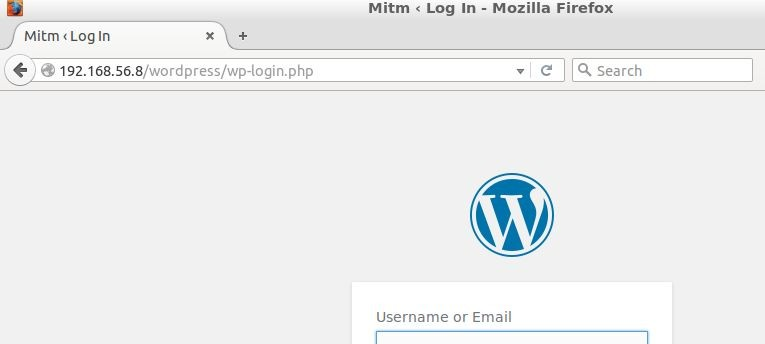 Mitm ‹ Log In - Mozilla Firefox
Mitm ‹ Log In
192.168.56.8/wordpress/wp-login.php
Search
W
Username or Email